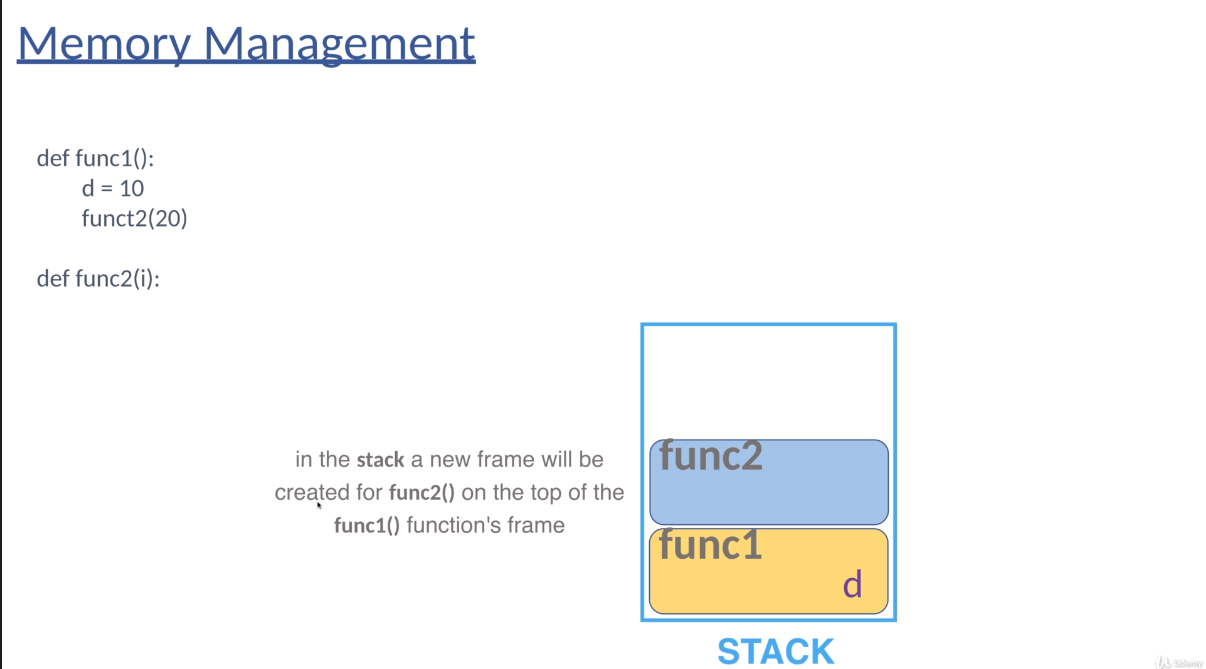 Memory Management
def func1():
d = 10
funct2(20)
def func2(i):
in the stack a new frame will be
created for func2() on the top of the
func1() function's frame
func2
func1
d
STACK
Udemy